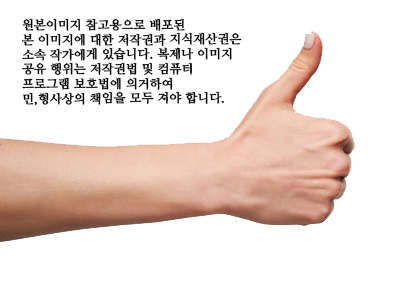 원본이미지 참고용으로 배포된
본 이미지에 대한 저작권과 지식재산권은
소속 작가에게 있습니다. 복제나 이미지
공유 행위는 저작권법 및 컴퓨터
프로그램 보호법에 의거하여
민,형사상의 책임을 모두 져야 합니다.